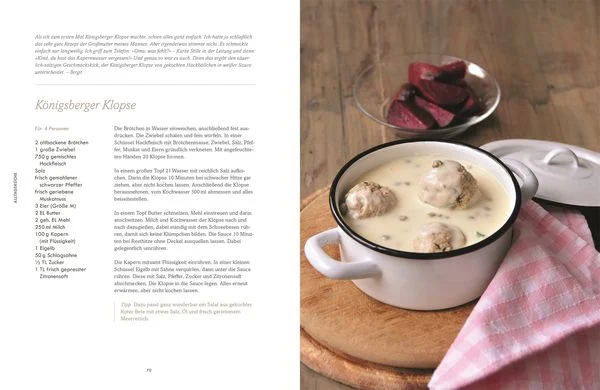 Als ich zum ersten Mal Königsberger Klopse machte, schien alles ganz einfach. Ich hatte ja schließlich
das sehr gute Rezept der Großmutter meines Mannes. Aber irgendetwas stimmte nicht. Es schmeckte
einfach nur langweilig. Ich griff zum Telefon: »Oma, was fehlt?« – Kurze Stille in der Leitung und dann:
»Kind, du hast das Kapernwasser vergessen!« Und genau so war es auch. Denn das ergibt den säuer-
lich-salzigen Geschmackskick, der Königsberger Klopse von gekochten Hackbällchen in weißer Sauce
unterscheidet. – Birgit
Königsberger Klopse
Für 4 Personen
2 altbackene Brötchen
1 große Zwiebel
750 g gemischtes
Hackfleisch
Salz
frisch gemahlener
schwarzer Pfeffer
frisch geriebene
Muskatnuss
3 Eier (Größe M)
2 EL Butter
2 geh. EL Mehl
250 ml Milch
100 g Kapern
(mit Flüssigkeit)
1 Eigelb
50 g Schlagsahne
½ TL Zucker
1 TL frisch gepresster
Zitronensaft
Die Brötchen in Wasser einweichen, anschließend fest aus-
drücken. Die Zwiebel schälen und fein würfeln. In einer
Schüssel Hackfleisch mit Brötchenmasse, Zwiebel, Salz, Pfef-
fer, Muskat und Eiern gründlich verkneten. Mit angefeuchte-
ten Händen 20 Klopse formen.
In einem großen Topf 2 l Wasser mit reichlich Salz aufko-
chen. Darin die Klopse 10 Minuten bei schwacher Hitze gar
ziehen, aber nicht kochen lassen. Anschließend die Klopse
herausnehmen, vom Kochwasser 500 ml abmessen und alles
beiseitestellen.
In einem Topf Butter schmelzen, Mehl einrühren und darin
anschwitzen. Milch und Kochwasser der Klopse nach und
nach dazugießen, dabei ständig mit dem Schneebesen rüh-
ren, damit sich keine Klümpchen bilden. Die Sauce 10 Minu-
ten bei Resthitze ohne Deckel ausquellen lassen. Dabei
gelegentlich umrühren.
Die Kapern mitsamt Flüssigkeit einrühren. In einer kleinen
Schüssel Eigelb mit Sahne verquirlen, dann unter die Sauce
rühren. Diese mit Salz, Pfeffer, Zucker und Zitronensaft
abschmecken. Die Klopse in die Sauce legen. Alles erneut
erwärmen, aber nicht kochen lassen.
Tipp Dazu passt ganz wunderbar ein Salat aus gekochter
Roter Bete mit etwas Salz, Öl und frisch geriebenem
Meerrettich.
70